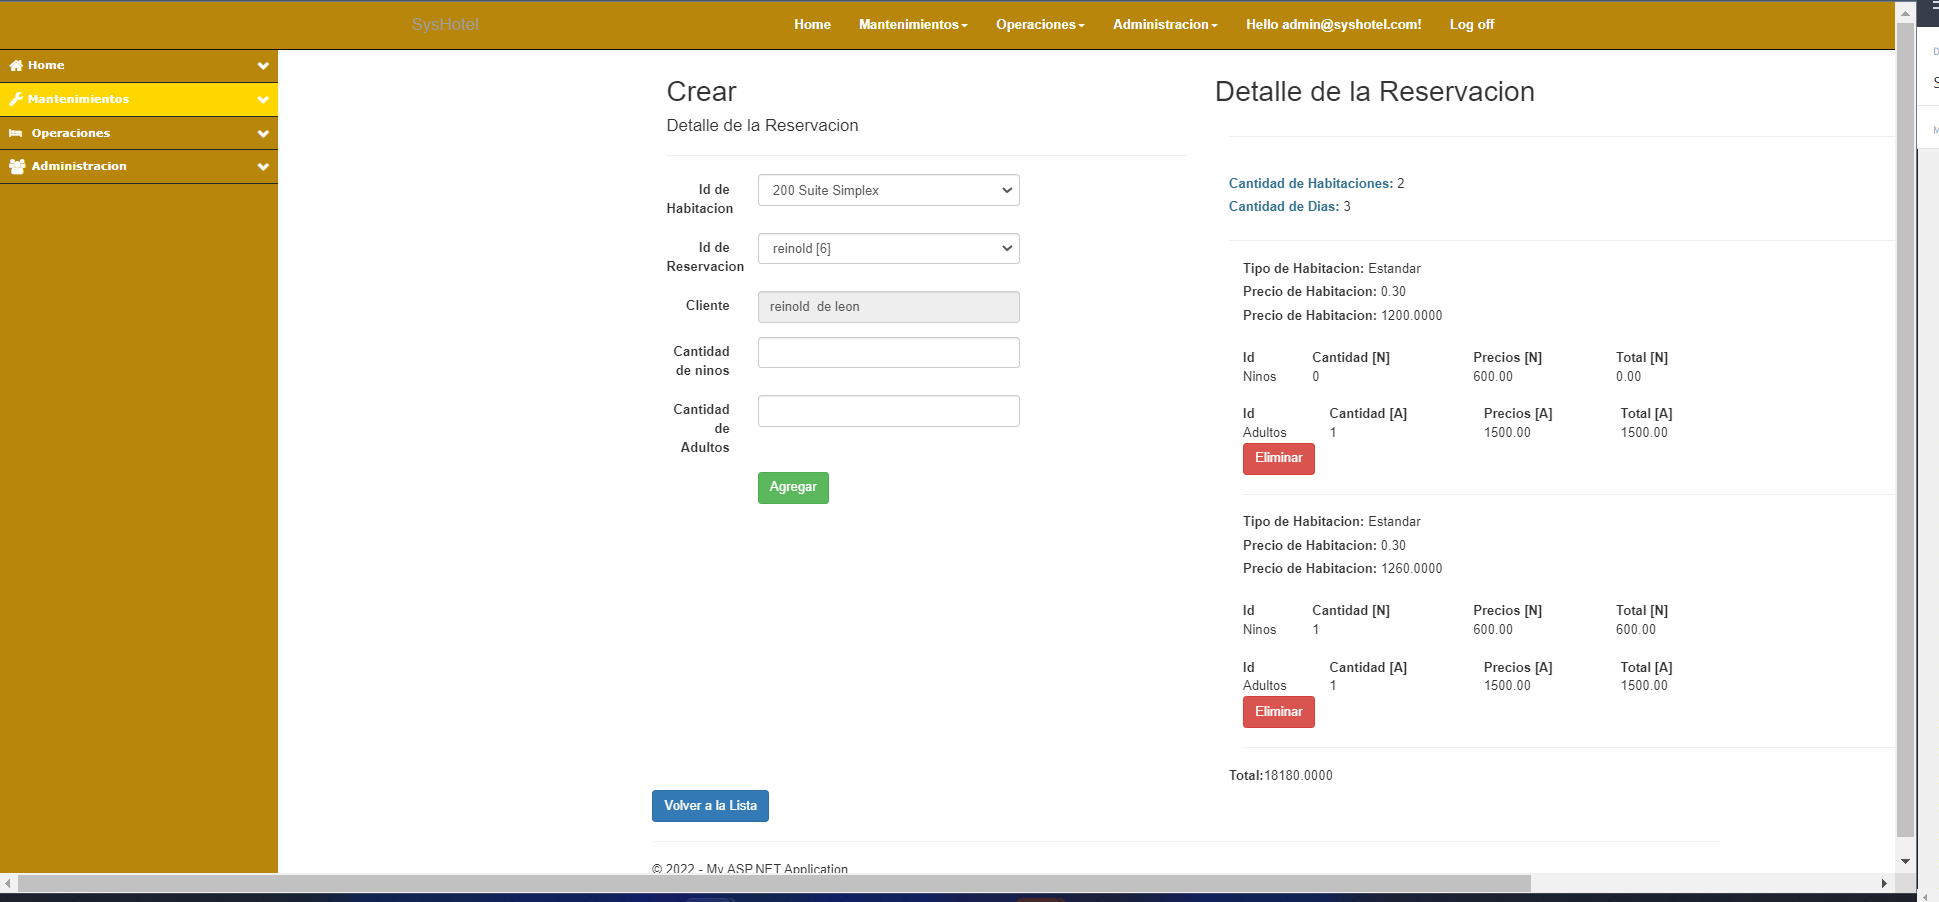 SysHotel
Home Mantenimientos Operaciones Administracion Hello admin@syshotel.com! Log off
Home
Mantenimientos
Operaciones
Administracion
Crear
Detalle de la Reservacion
Id de
Habitacion
200 Suite Simplex
Id de
Reservacion
reinold [6]
Cliente
reinold de leon
Cantidad
de ninos
Cantidad
de
Adultos
Agregar
Volver a la Lista
Detalle de la Reservacion
Cantidad de Habitaciones: 2
Cantidad de Dias: 3
Tipo de Habitacion: Estandar
Precio de Habitacion: 0.30
Precio de Habitacion: 1200.0000
Id Cantidad [N] Precios [N] Total [N]
Ninos 0 600.00 0.00
Id Cantidad [A] Precios [A] Total [A]
Adultos 1 1500.00 1500.00
Eliminar
Tipo de Habitacion: Estandar
Precio de Habitacion: 0.30
Precio de Habitacion: 1260.0000
Id Cantidad [N] Precios [N] Total [N]
Ninos 1 600.00 600.00
Id Cantidad [A] Precios [A] Total [A]
Adultos 1 1500.00 1500.00
Eliminar
Total:18180.0000
© 2022 - My ASP.NET Application